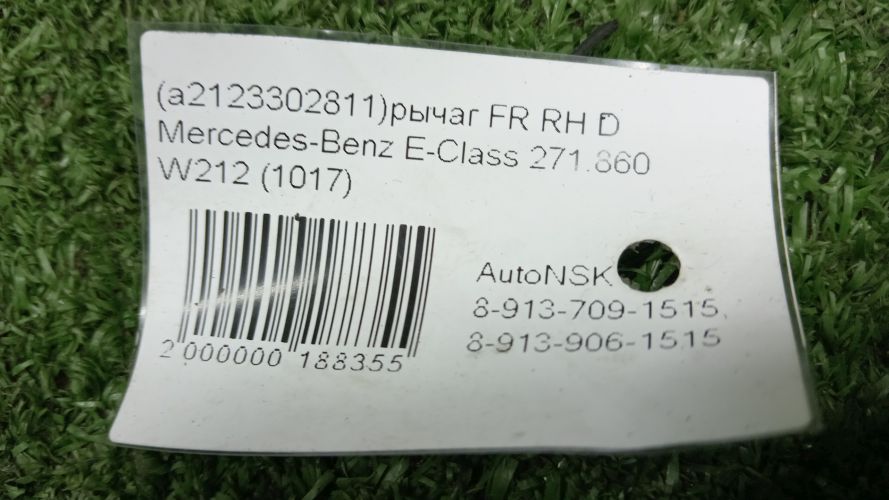 (a2123302811)рычаг FR RH D
Mercedes-Benz E-Class 271.860
W212 (1017)
AutoNSK
8-913-709-1515,
8-913-906-1515
2 000000 188355